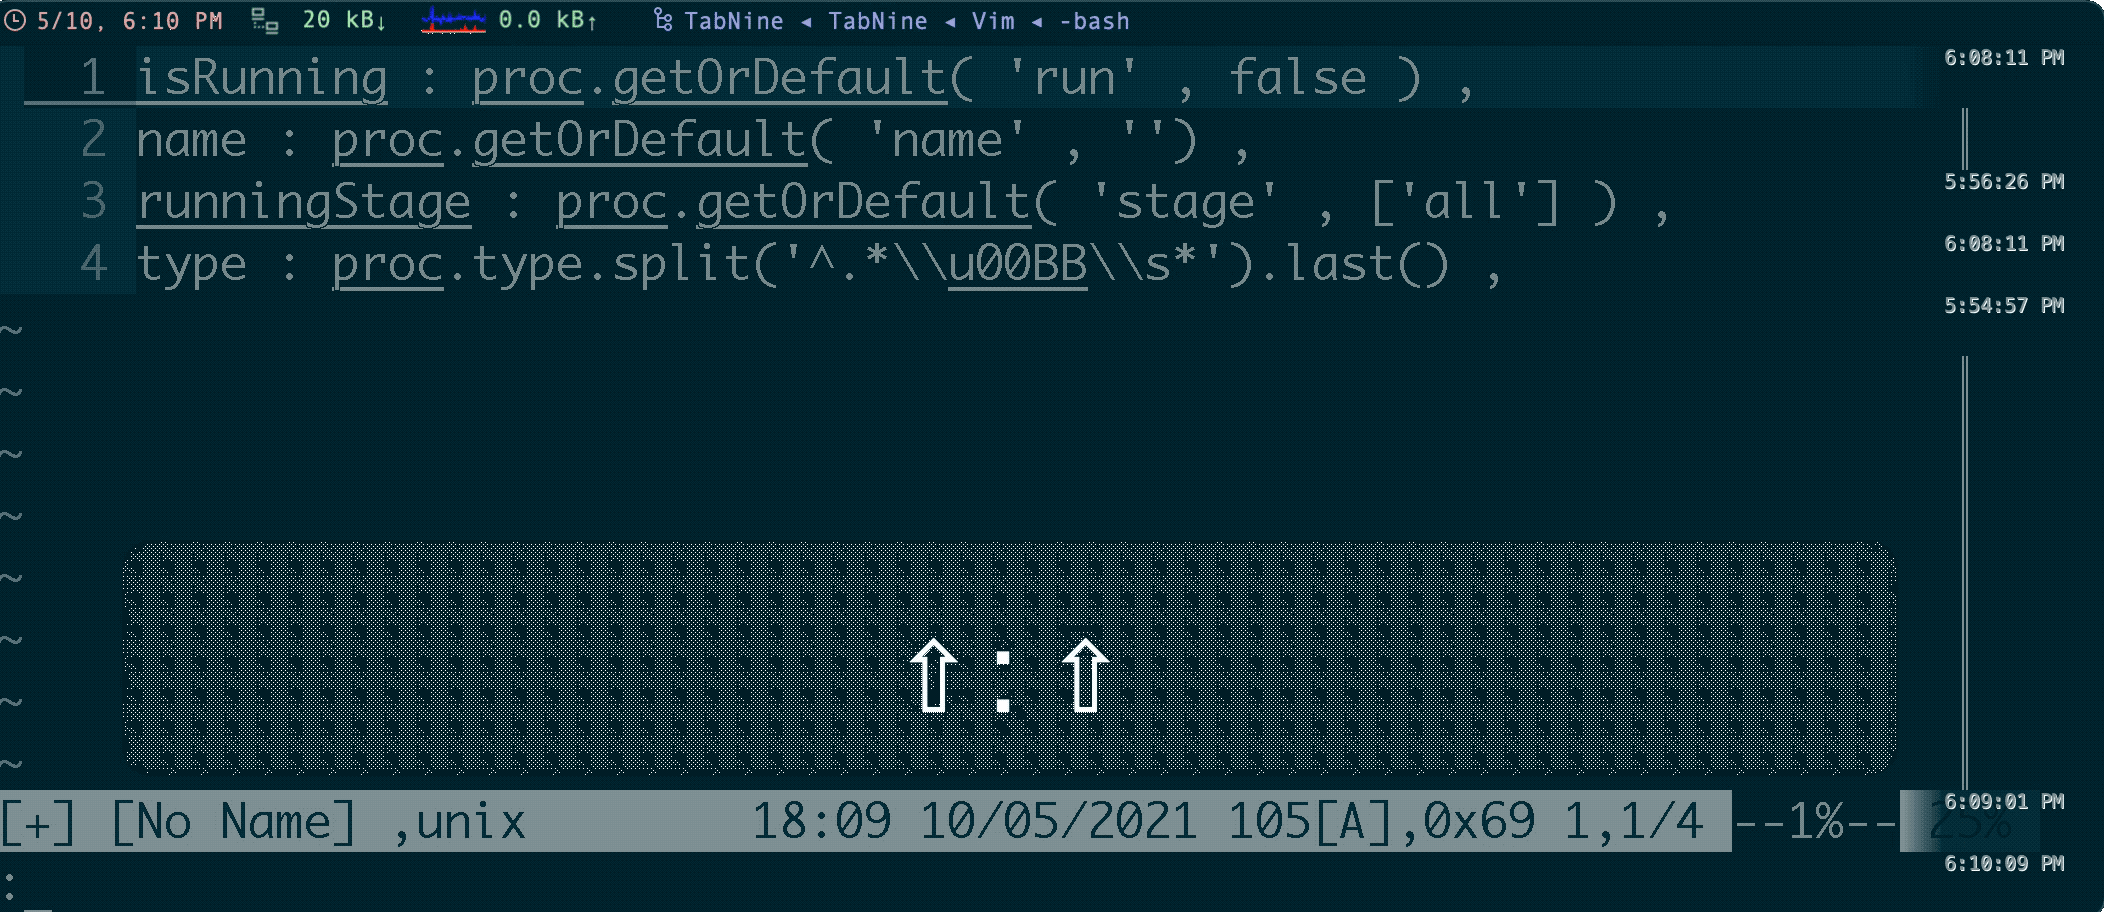 5/10, 6:10 PM 20 kB↓ 0.0 kB↑ TabNine ◂ TabNine ◂ Vim ◂ -bash
1 isRunning : proc.getOrDefault( 'run' , false ) , 6:08:11 PM
2 name : proc.getOrDefault( 'name' , '') ,
3 runningStage : proc.getOrDefault( 'stage' , ['all'] ) , 5:56:26 PM
4 type : proc.type.split('^.*\\u00BB\\s*').last() , 6:08:11 PM
~ 5:54:57 PM
~
~
~
~
~
~
~
⇧: ⇧
[+] [No Name] ,unix 18:09 10/05/2021 105[A],0x69 1,1/4 --1%-- 25% 6:09:01 PM
: 6:10:09 PM